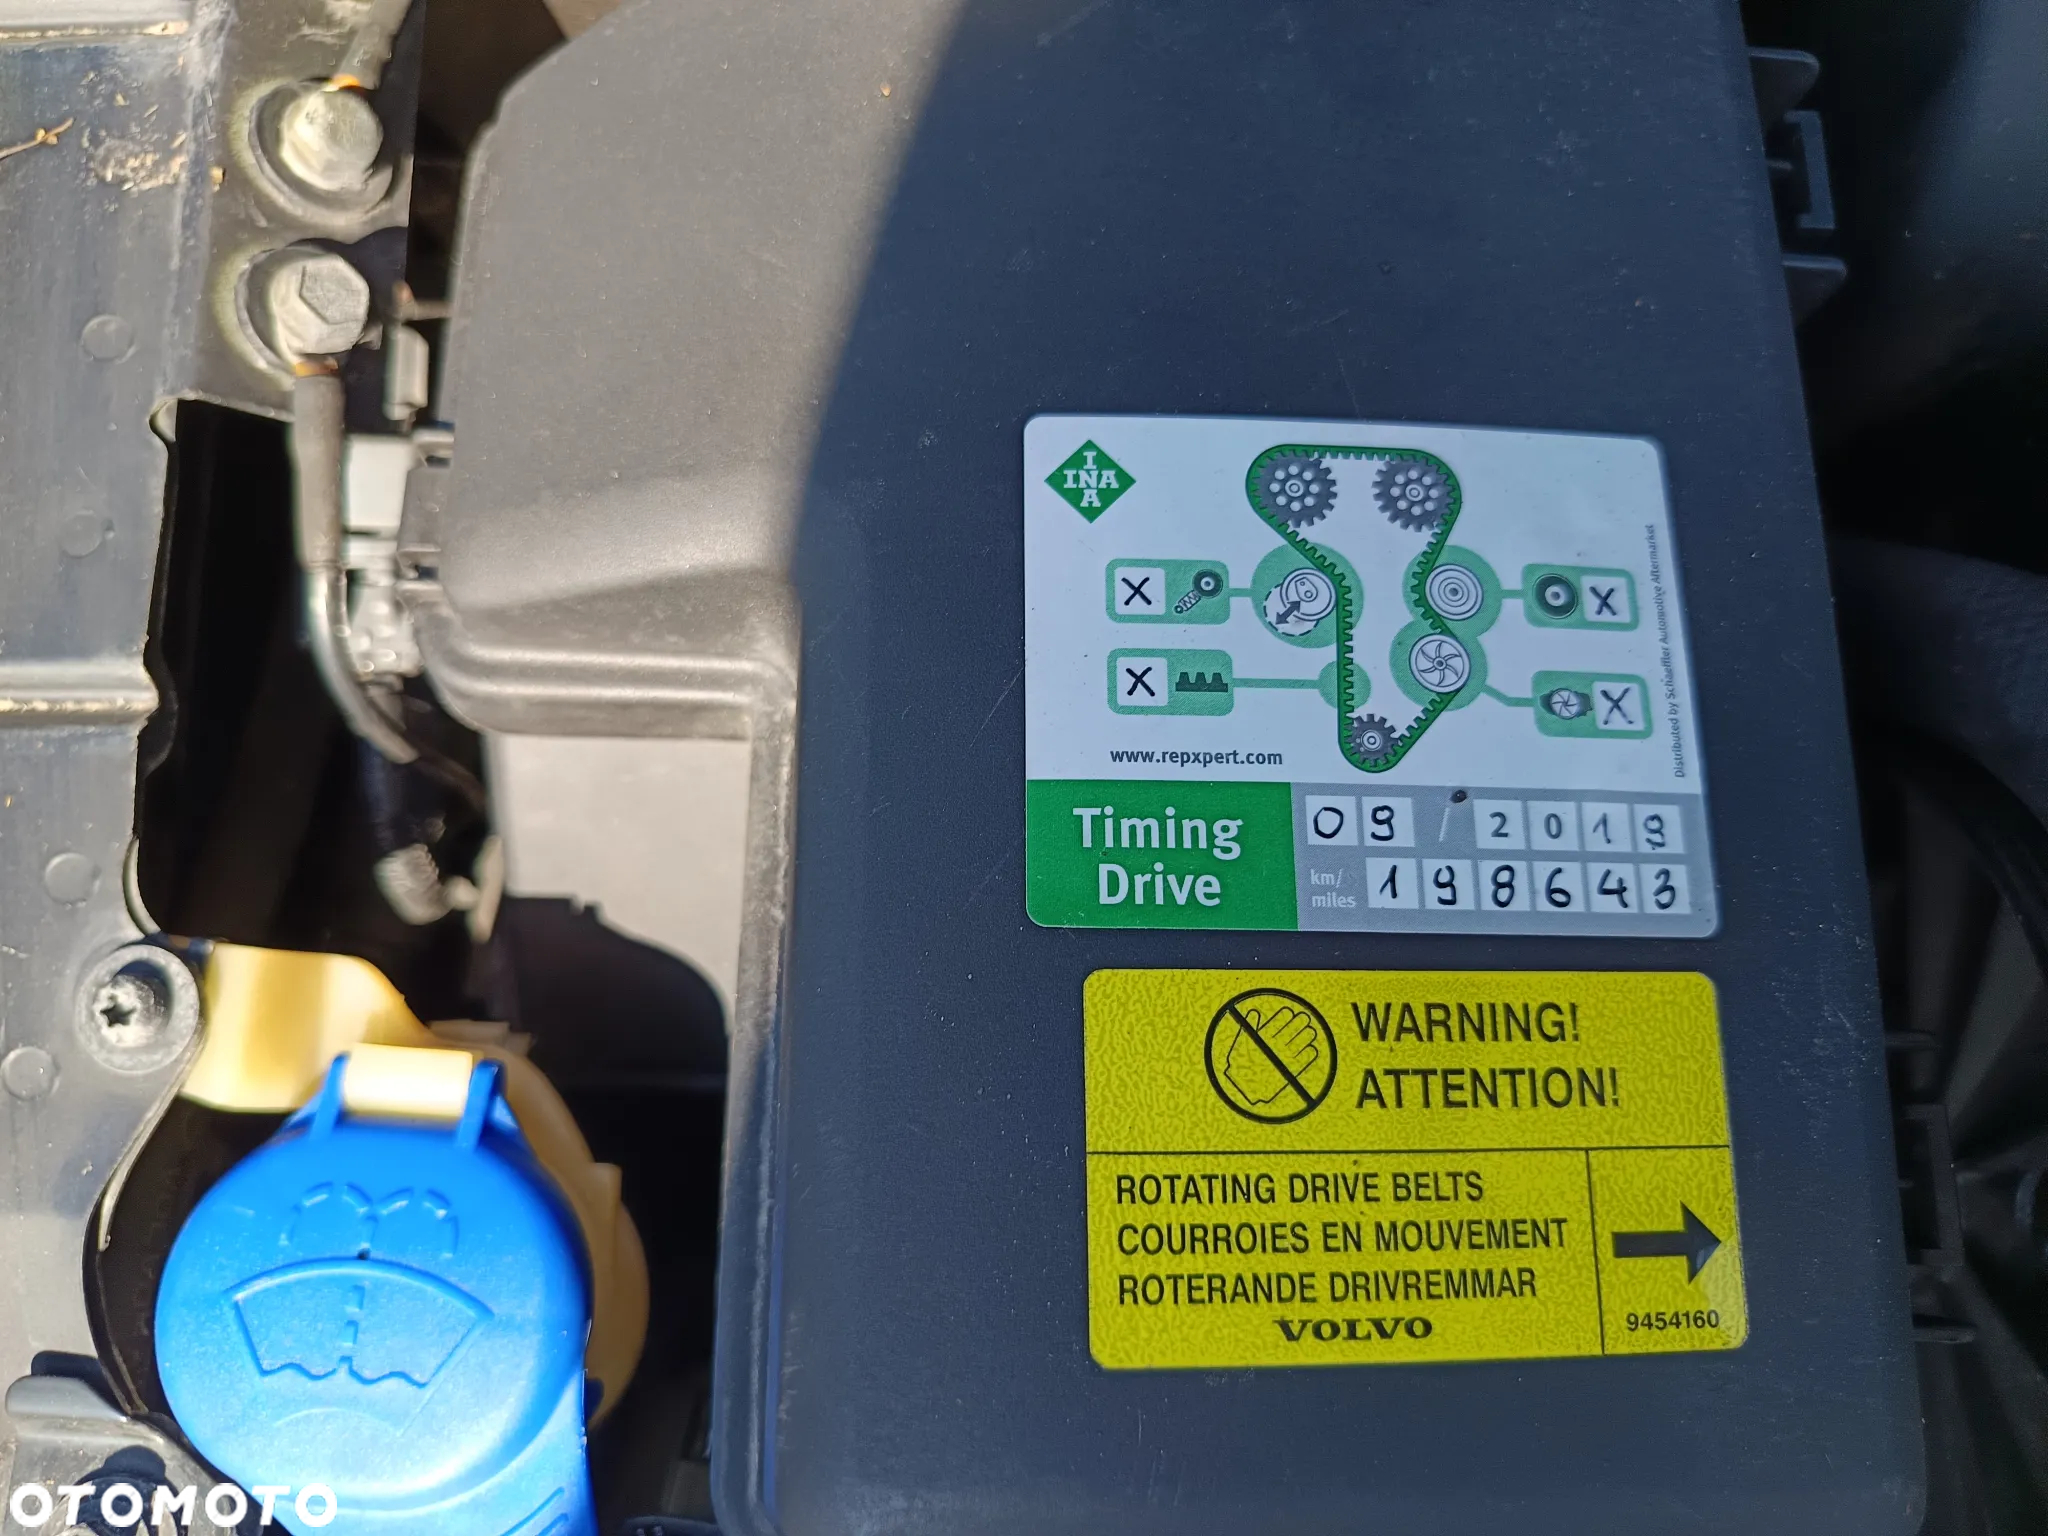 I
INA
A
X
X
X
X
www.repxpert.com
Distributed by Schaeffler Automotive Aftermarket
Timing
Drive
09 / 2019
km/
miles
198643
WARNING!
ATTENTION!
ROTATING DRIVE BELTS
COURROIES EN MOUVEMENT
ROTERANDE DRIVREMMAR
VOLVO
9454160
OTOMOTO